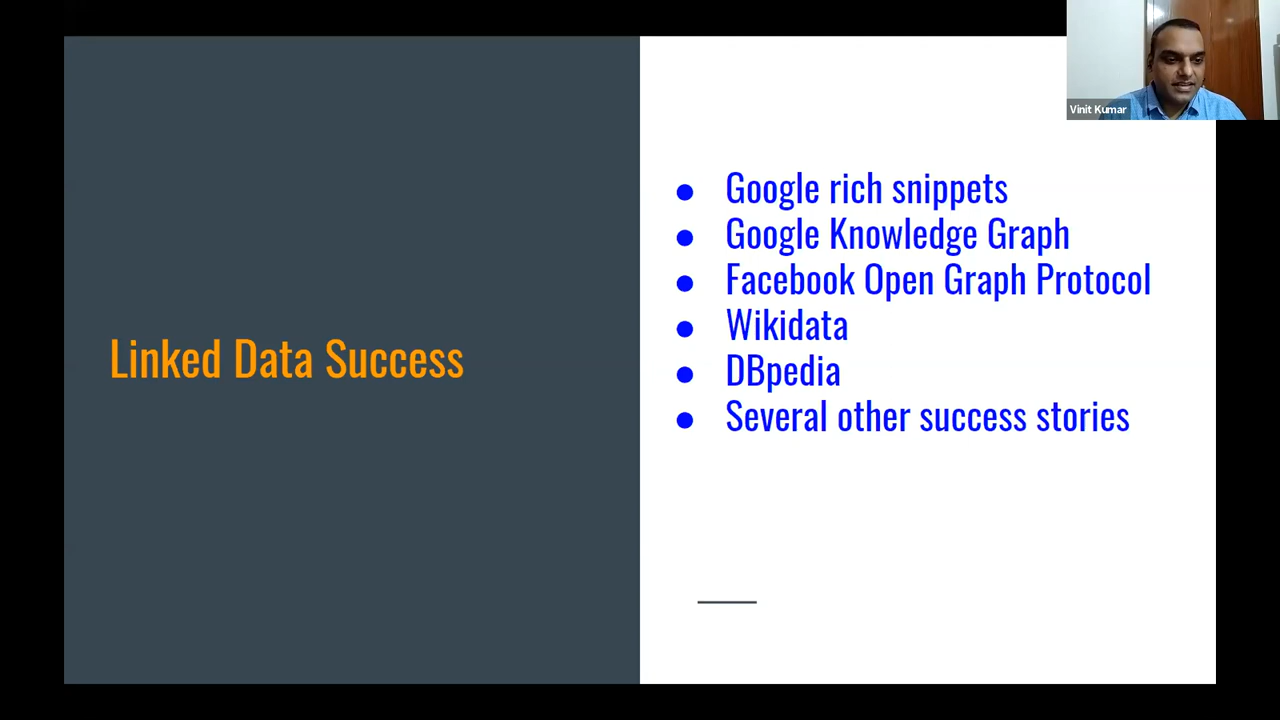 Vinit Kumar
Linked Data Success
● Google rich snippets
● Google Knowledge Graph
● Facebook Open Graph Protocol
● Wikidata
● DBpedia
● Several other success stories